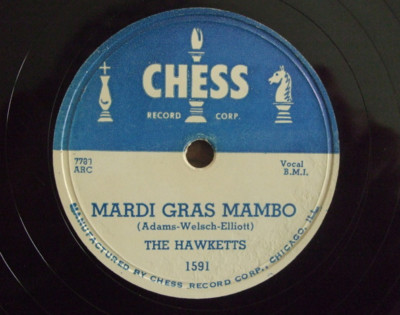 CHESS
RECORD CORP.
7781
ARC
Vocal
B.M.I.
MARDI GRAS MAMBO
(Adams-Welsch-Elliott)
THE HAWKETTS
1591
MANUFACTURED BY CHESS RECORD CORP., CHICAGO, ILL.